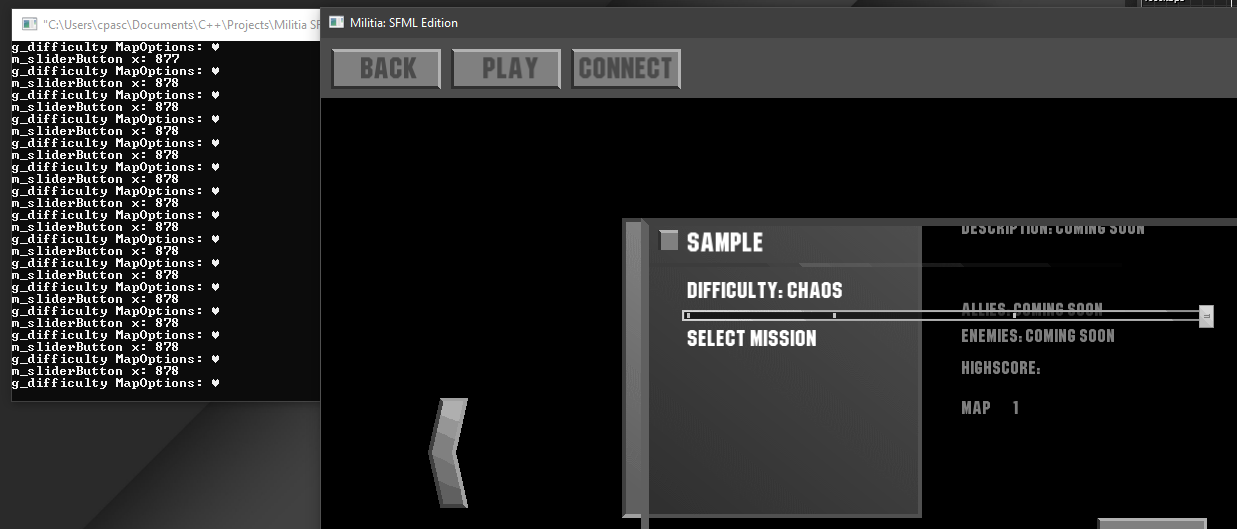 "C:\Users\cpasc\Documents\C++\Projects\Militia SF
g_difficulty MapOptions: ♥
m_sliderButton x: 877
g_difficulty MapOptions: ♥
m_sliderButton x: 878
g_difficulty MapOptions: ♥
m_sliderButton x: 878
g_difficulty MapOptions: ♥
m_sliderButton x: 878
g_difficulty MapOptions: ♥
m_sliderButton x: 878
g_difficulty MapOptions: ♥
m_sliderButton x: 878
g_difficulty MapOptions: ♥
m_sliderButton x: 878
g_difficulty MapOptions: ♥
m_sliderButton x: 878
g_difficulty MapOptions: ♥
m_sliderButton x: 878
g_difficulty MapOptions: ♥
m_sliderButton x: 878
g_difficulty MapOptions: ♥
m_sliderButton x: 878
g_difficulty MapOptions: ♥
m_sliderButton x: 878
g_difficulty MapOptions: ♥
m_sliderButton x: 878
g_difficulty MapOptions: ♥
m_sliderButton x: 878
g_difficulty MapOptions: ♥
Militia: SFML Edition
BACK PLAY CONNECT
SAMPLE
DIFFICULTY: CHAOS
SELECT MISSION
DESCRIPTION: COMING SOON
ALLIES: COMING SOON
ENEMIES: COMING SOON
HIGHSCORE:
MAP 1